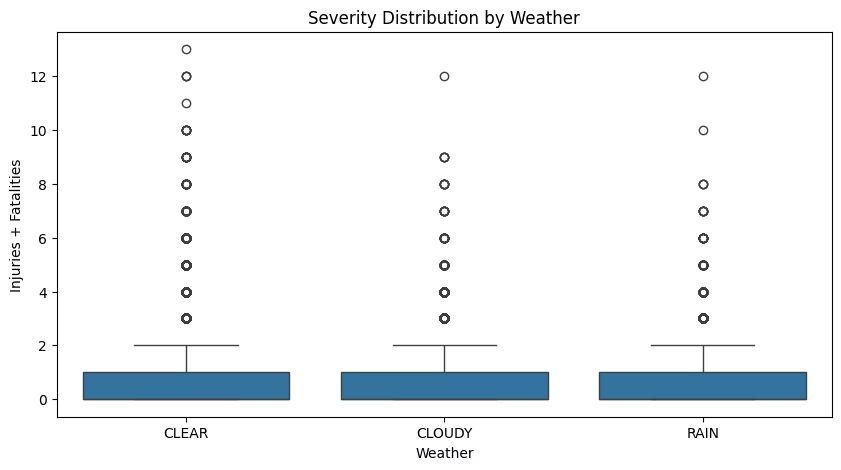 Severity Distribution by Weather
Injuries + Fatalities
12
10
8
6
4
2
0
CLEAR CLOUDY RAIN
Weather